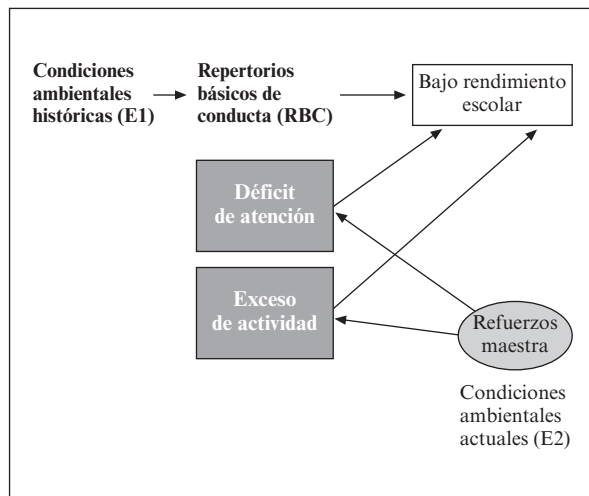 Condiciones
ambientales
históricas (E1)
Repertorios
básicos de
conducta (RBC)
Bajo rendimiento
escolar
Déficit
de atención
Exceso
de actividad
Refuerzos
maestra
Condiciones
ambientales
actuales (E2)